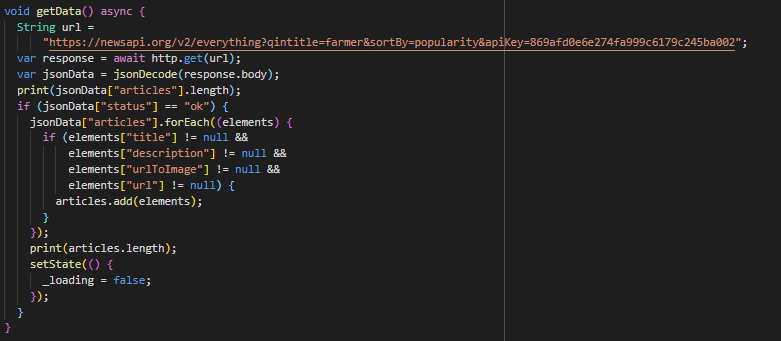 void getData() async {
String url =
"https://newsapi.org/v2/everything?qintitle=farmer&sortBy=popularity&apiKey=869afd0e6e274fa999c6179c245ba002";
var response = await http.get(url);
var jsonData = jsonDecode(response.body);
print(jsonData["articles"].length);
if (jsonData["status"] == "ok") {
jsonData["articles"].forEach((elements) {
if (elements["title"] != null &&
elements["description"] != null &&
elements["urlToImage"] != null &&
elements["url"] != null) {
articles.add(elements);
}
});
print(articles.length);
setState(() {
_loading = false;
});
}
}